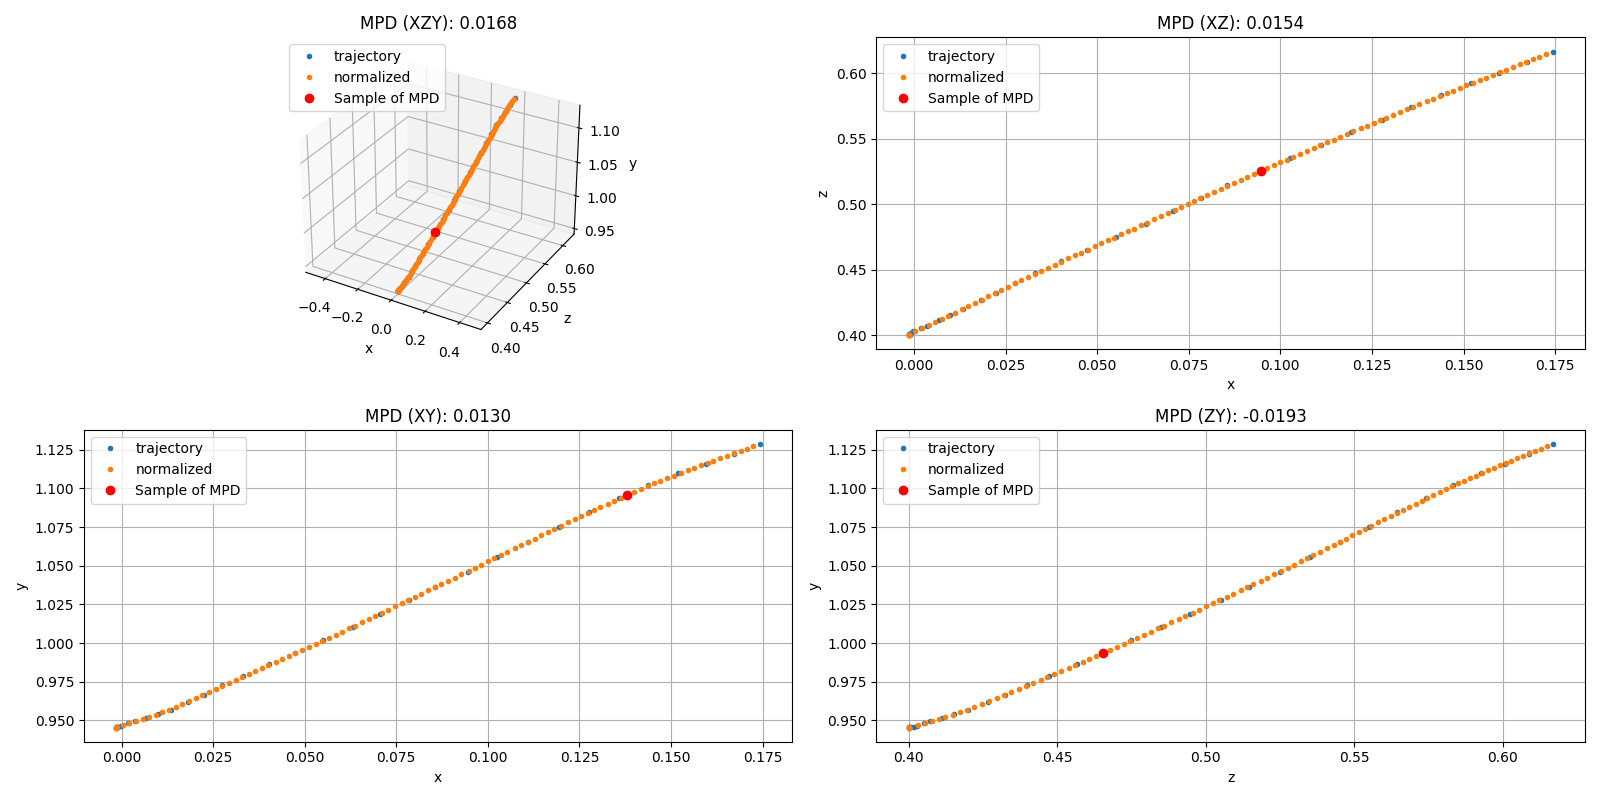 MPD (XZY): 0.0168
trajectory
normalized
Sample of MPD
1.10
1.05
1.00
0.95
y
0.60
0.55
0.50
0.45
0.40
z
−0.4
−0.2
0.0
0.2
0.4
x
MPD (XZ): 0.0154
trajectory
normalized
Sample of MPD
0.60
0.55
0.50
0.45
0.40
z
0.000 0.025 0.050 0.075 0.100 0.125 0.150 0.175
x
MPD (XY): 0.0130
trajectory
normalized
Sample of MPD
1.125
1.100
1.075
1.050
1.025
1.000
0.975
0.950
y
0.000 0.025 0.050 0.075 0.100 0.125 0.150 0.175
x
MPD (ZY): -0.0193
trajectory
normalized
Sample of MPD
1.125
1.100
1.075
1.050
1.025
1.000
0.975
0.950
y
0.40 0.45 0.50 0.55 0.60
z